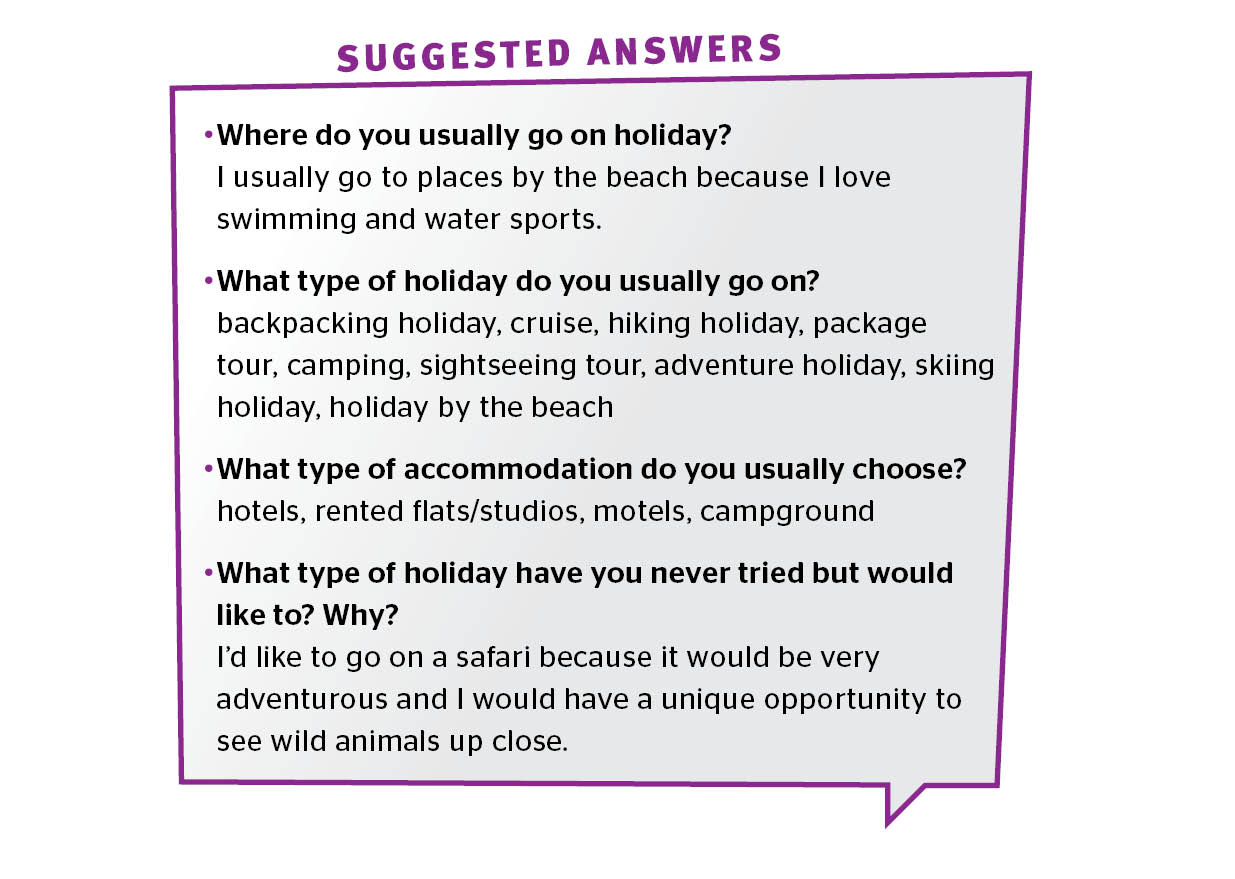 SUGGESTED ANSWERS
•Where do you usually go on holiday?
I usually go to places by the beach because I love
swimming and water sports.
•What type of holiday do you usually go on?
backpacking holiday, cruise, hiking holiday, package
tour, camping, sightseeing tour, adventure holiday, skiing
holiday, holiday by the beach
•What type of accommodation do you usually choose?
hotels, rented flats/studios, motels, campground
•What type of holiday have you never tried but would
like to? Why?
I’d like to go on a safari because it would be very
adventurous and I would have a unique opportunity to
see wild animals up close.